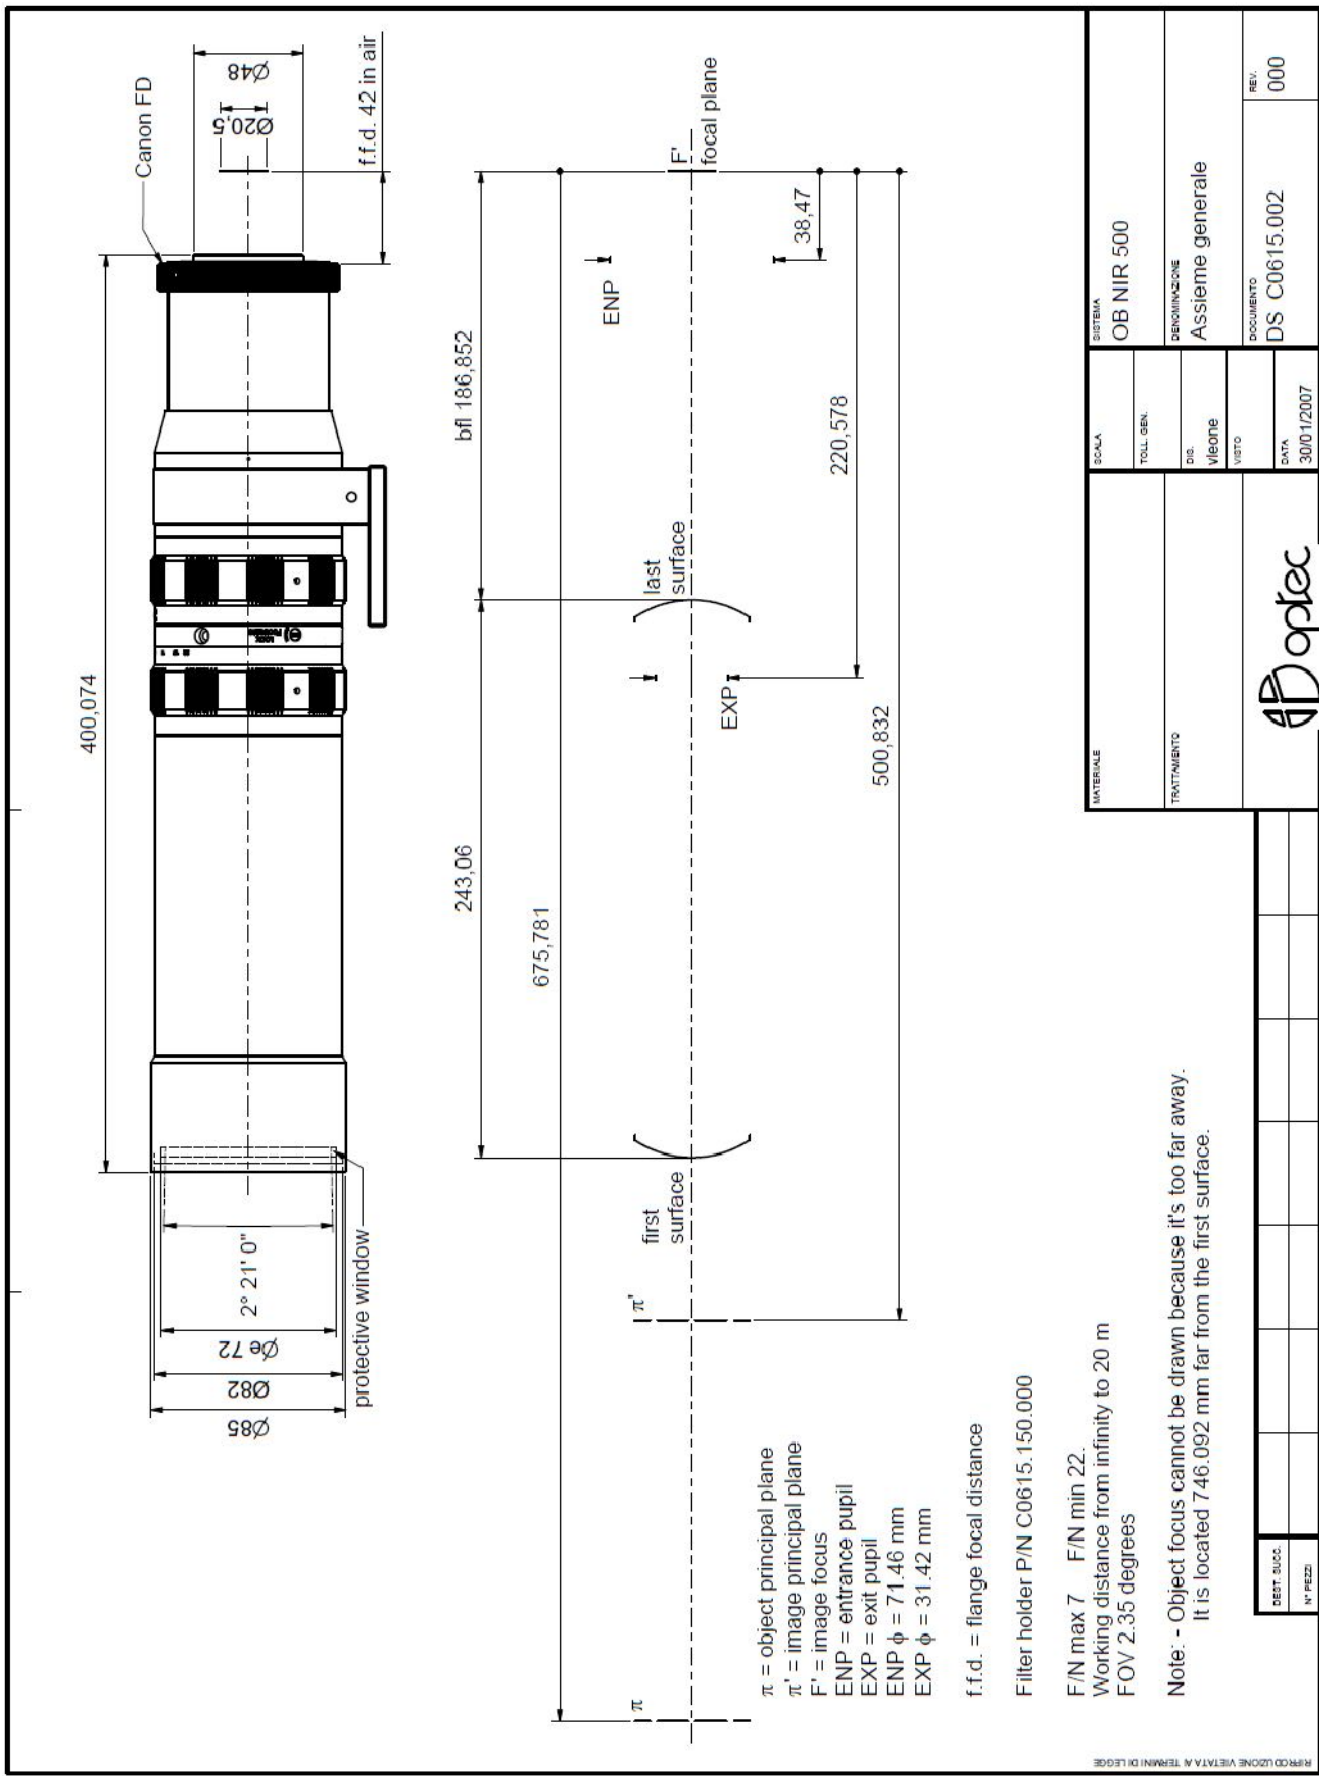 Canon FD
Ø48
Ø20,5
f.f.d. 42 in air
400,074
2° 21' 0"
Øe 72
Ø82
Ø85
protective window
bfl 186,852
243,06
675,781
F'
focal plane
ENP
38,47
last
surface
EXP
220,578
500,832
first
surface
π'
π
π = object principal plane
π' = image principal plane
F' = image focus
ENP = entrance pupil
EXP = exit pupil
ENP ϕ = 71.46 mm
EXP ϕ = 31.42 mm
f.f.d. = flange focal distance
Filter holder P/N C0615.150.000
F/N max 7 F/N min 22.
Working distance from infinity to 20 m
FOV 2.35 degrees
Note: - Object focus cannot be drawn because it's too far away.
It is located 746.092 mm far from the first surface.
MATERIALE
TRATTAMENTO
SCALA
TOLL. GEN.
DIS.
vleone
VISTO
DATA
30/01/2007
SISTEMA
OB NIR 500
DENOMINAZIONE
Assieme generale
DOCUMENTO
DS C0615.002
REV.
000
optec
DEST. SUCC.
N° PEZZI
RIPRODUZIONE VIETATA AI TERMINI DI LEGGE